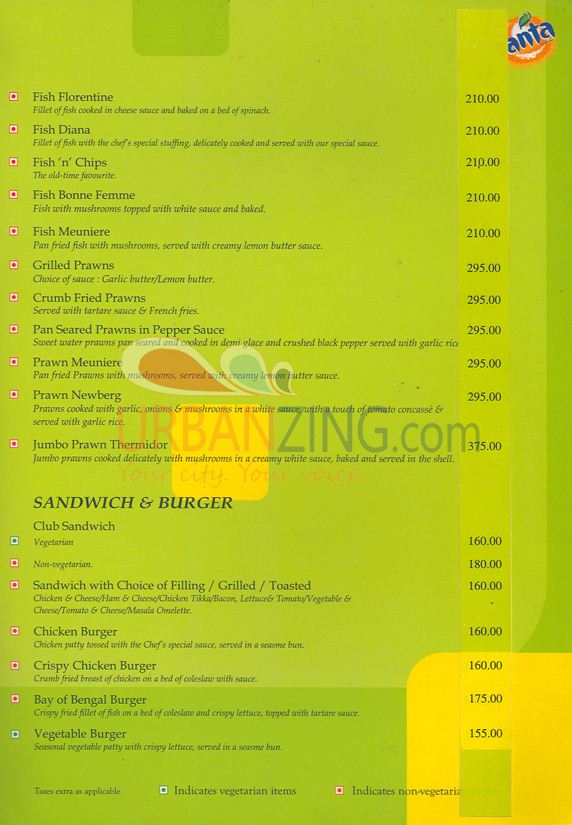 anta
Fish Florentine 210.00
Fillet of fish cooked in cheese sauce and baked on a bed of spinach.
Fish Diana 210.00
Fillet of fish with the chef's special stuffing, delicately cooked and served with our special sauce.
Fish 'n' Chips 210.00
The old-time favourite.
Fish Bonne Femme 210.00
Fish with mushrooms topped with white sauce and baked.
Fish Meuniere 210.00
Pan fried fish with mushrooms, served with creamy lemon butter sauce.
Grilled Prawns 295.00
Choice of sauce : Garlic butter/Lemon butter.
Crumb Fried Prawns 295.00
Served with tartare sauce & French fries.
Pan Seared Prawns in Pepper Sauce 295.00
Sweet water prawns pan seared and cooked in demi glace and crushed black pepper served with garlic rice
Prawn Meuniere 295.00
Pan fried Prawns with mushrooms, served with creamy lemon butter sauce.
Prawn Newberg 295.00
Prawns cooked with garlic, onions & mushrooms in a white sauce, with a touch of tomato concassè &
served with garlic rice.
URBANZING.com
Jumbo Prawn Thermidor 375.00
Jumbo prawns cooked delicately with mushrooms in a creamy white sauce, baked and served in the shell.
Your city. Your voice.
SANDWICH & BURGER
Club Sandwich
Vegetarian 160.00
Non-vegetarian. 180.00
Sandwich with Choice of Filling / Grilled / Toasted 160.00
Chicken & Cheese/Ham & Cheese/Chicken Tikka/Bacon, Lettuce& Tomato/Vegetable &
Cheese/Tomato & Cheese/Masala Omelette.
Chicken Burger 160.00
Chicken patty tossed with the Chef's special sauce, served in a seasme bun.
Crispy Chicken Burger 160.00
Crumb fried breast of chicken on a bed of coleslaw with sauce.
Bay of Bengal Burger 175.00
Crispy fried fillet of fish on a bed of coleslaw and crispy lettuce, topped with tartare sauce.
Vegetable Burger 155.00
Seasonal vegetable patty with crispy lettuce, served in a seasme bun.
Taxes extra as applicable Indicates vegetarian items Indicates non-vegetarian